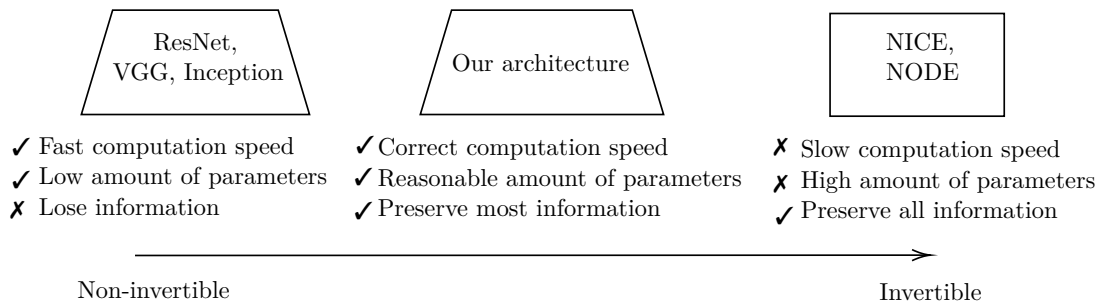 ResNet,
VGG, Inception
Our architecture
NICE,
NODE
✓ Fast computation speed
✓ Low amount of parameters
✗ Lose information
✓ Correct computation speed
✓ Reasonable amount of parameters
✓ Preserve most information
✗ Slow computation speed
✗ High amount of parameters
✓ Preserve all information
Non-invertible
Invertible